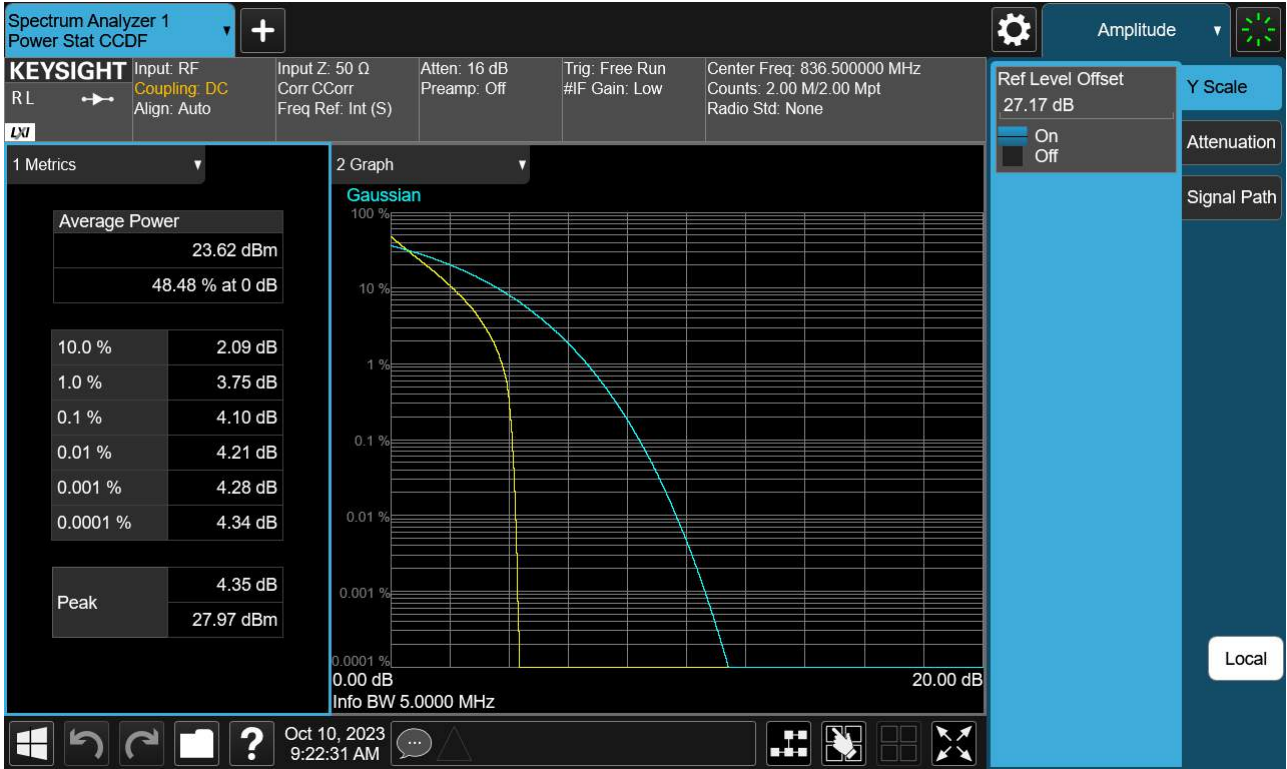 Spectrum Analyzer 1
Power Stat CCDF
Amplitude
KEYSIGHT
R L
LXI
Input: RF
Coupling: DC
Align: Auto
Input Z: 50 Ω
Corr CCorr
Freq Ref: Int (S)
Atten: 16 dB
Preamp: Off
Trig: Free Run
#IF Gain: Low
Center Freq: 836.500000 MHz
Counts: 2.00 M/2.00 Mpt
Radio Std: None
Ref Level Offset
27.17 dB
On
Off
Y Scale
Attenuation
Signal Path
1 Metrics
Average Power
23.62 dBm
48.48 % at 0 dB
10.0 % 2.09 dB
1.0 % 3.75 dB
0.1 % 4.10 dB
0.01 % 4.21 dB
0.001 % 4.28 dB
0.0001 % 4.34 dB
Peak
4.35 dB
27.97 dBm
2 Graph
Gaussian
100 %
10 %
1 %
0.1 %
0.01 %
0.001 %
0.0001 %
0.00 dB 20.00 dB
Info BW 5.0000 MHz
Local
?
Oct 10, 2023
9:22:31 AM